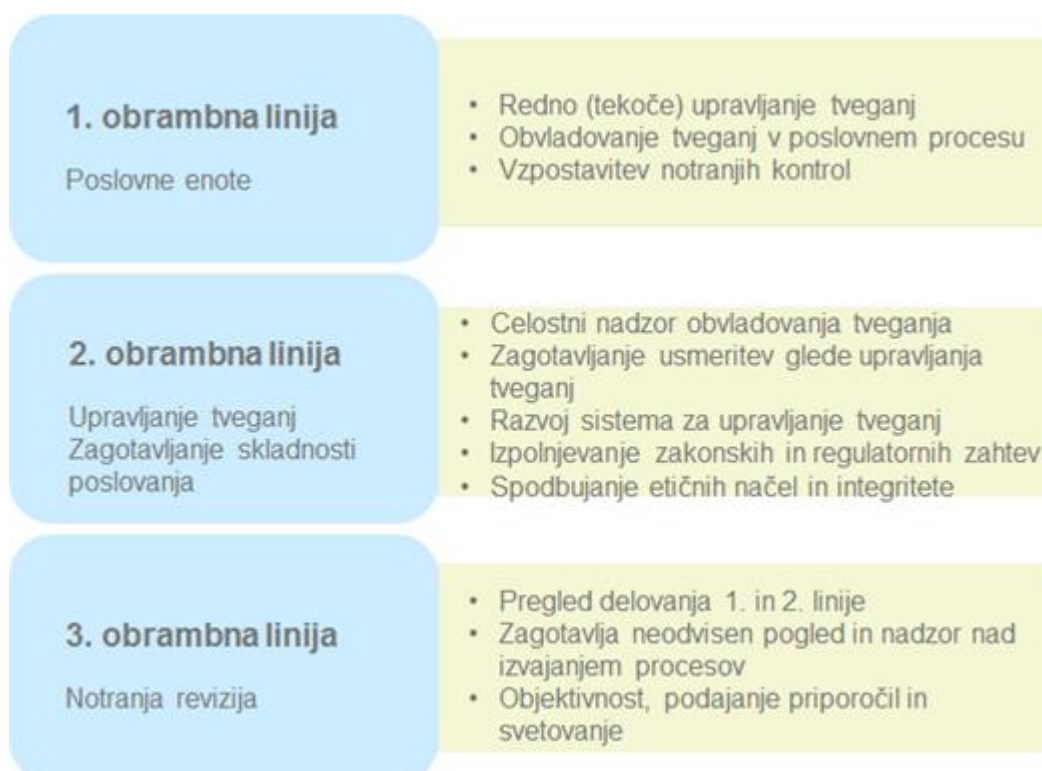 1. obrambna linija
Poslovne enote
• Redno (tekoče) upravljanje tveganj
• Obvladovanje tveganj v poslovnem procesu
• Vzpostavitev notranjih kontrol
2. obrambna linija
Upravljanje tveganj
Zagotavljanje skladnosti
poslovanja
• Celostni nadzor obvladovanja tveganja
• Zagotavljanje usmeritev glede upravljanja
tveganj
• Razvoj sistema za upravljanje tveganj
• Izpolnjevanje zakonskih in regulatornih zahtev
• Spodbujanje etičnih načel in integritete
3. obrambna linija
Notranja revizija
• Pregled delovanja 1. in 2. linije
• Zagotavlja neodvisen pogled in nadzor nad
izvajanjem procesov
• Objektivnost, podajanje priporočil in
svetovanje